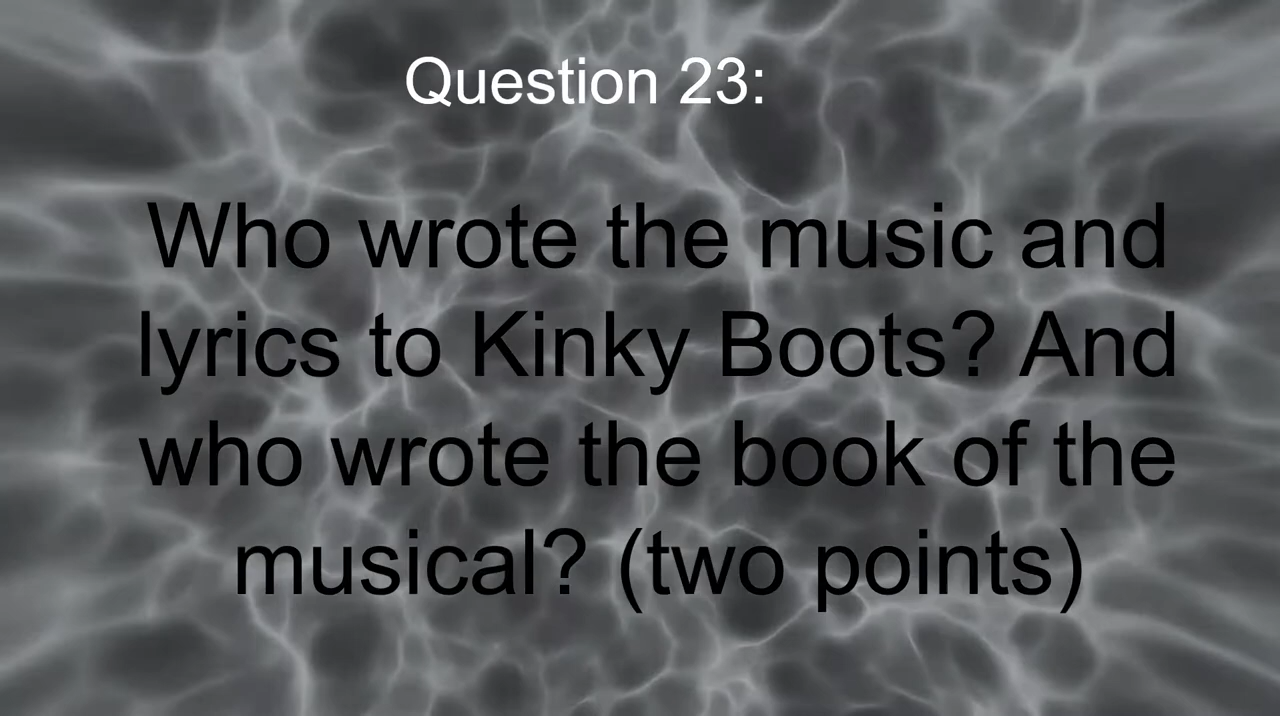 Question 23:
Who wrote the music and
lyrics to Kinky Boots? And
who wrote the book of the
musical? (two points)